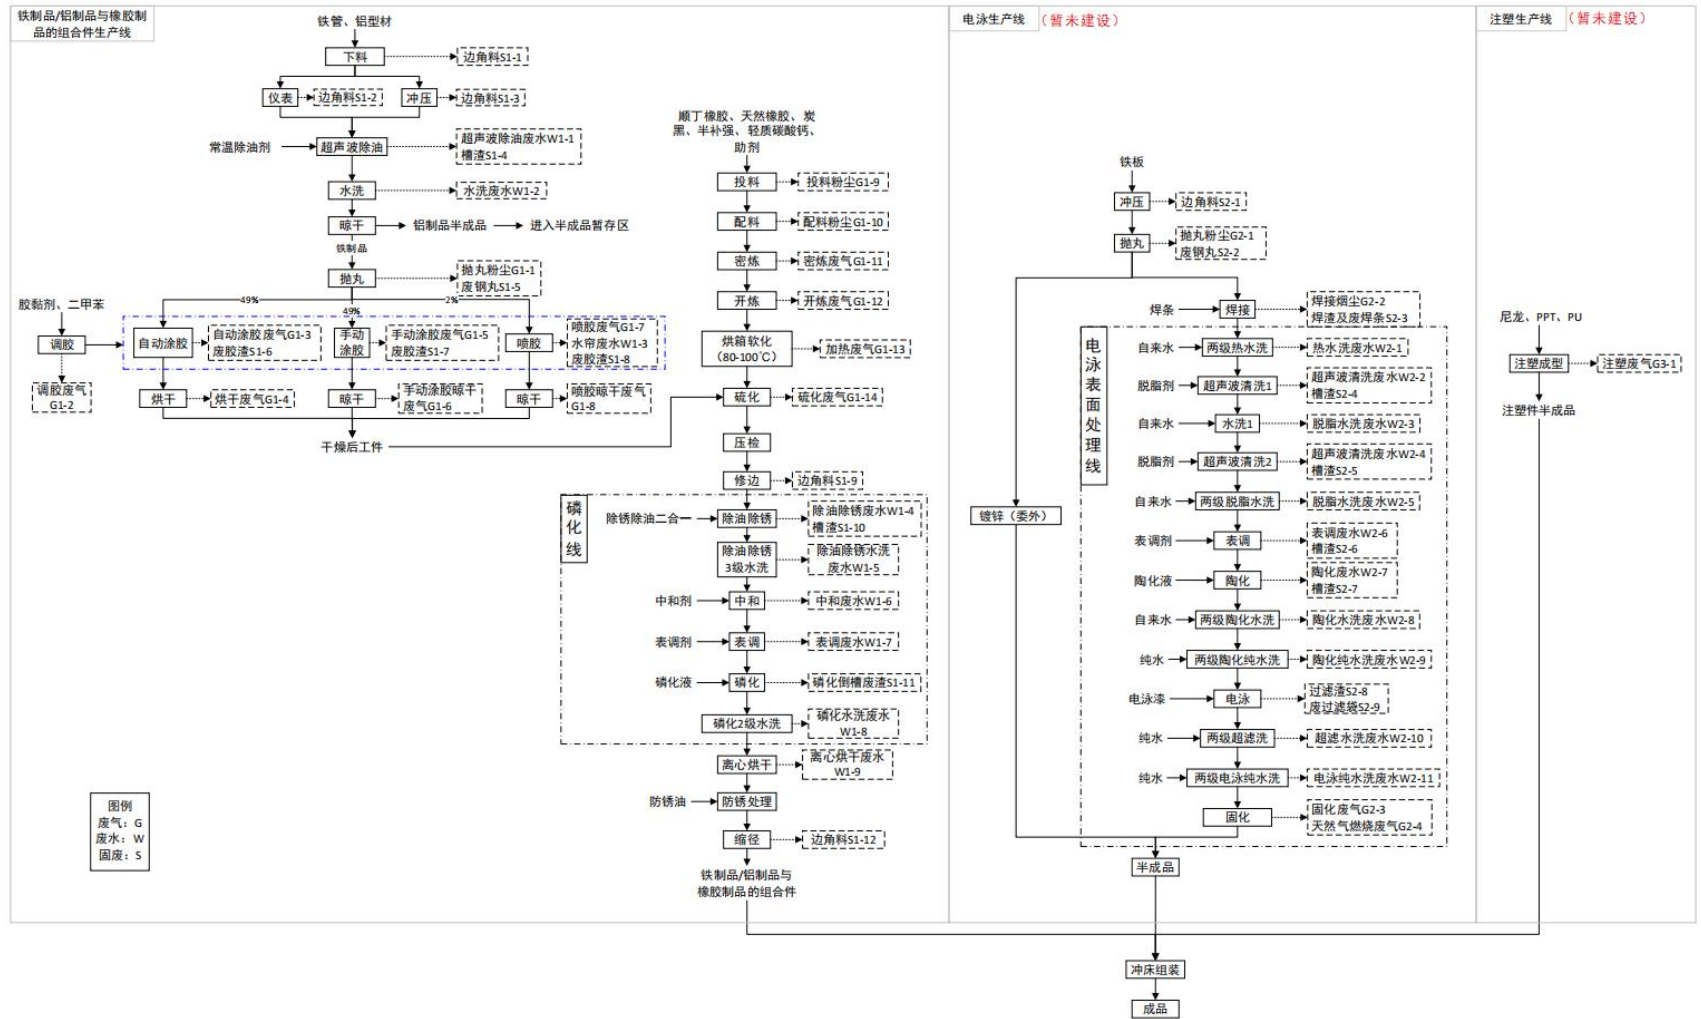 铁制品/铝制品与橡胶制
品的组合件生产线
铁管、铝型材
下料
边角料S1-1
仪表
边角料S1-2
冲压
边角料S1-3
常温除油剂
超声波除油
超声波除油废水W1-1
槽渣S1-4
水洗
水洗废水W1-2
晾干
铝制品半成品
进入半成品暂存区
铁制品
抛丸
抛丸粉尘G1-1
废钢丸S1-5
49%
49%
2%
胶黏剂、二甲苯
调胶
调胶废气
G1-2
自动涂胶
自动涂胶废气G1-3
废胶渣S1-6
手动
涂胶
手动涂胶废气G1-5
废胶渣S1-7
喷胶
喷胶废气G1-7
水帘废水W1-3
废胶渣S1-8
烘干
烘干废气G1-4
晾干
手动涂胶晾干
废气G1-6
晾干
喷胶晾干废气
G1-8
干燥后工件
顺丁橡胶、天然橡胶、炭
黑、半补强、轻质碳酸钙、
助剂
投料
投料粉尘G1-9
配料
配料粉尘G1-10
密炼
密炼废气G1-11
开炼
开炼废气G1-12
烘箱软化
（80-100℃）
加热废气G1-13
硫化
硫化废气G1-14
压检
修边
边角料S1-9
磷化线
除锈除油二合一
除油除锈
除油除锈废水W1-4
槽渣S1-10
除油除锈
3级水洗
除油除锈水洗
废水W1-5
中和剂
中和
中和废水W1-6
表调剂
表调
表调废水W1-7
磷化液
磷化
磷化倒槽废渣S1-11
磷化2级水洗
磷化水洗废水
W1-8
离心烘干
离心烘干废水
W1-9
防锈油
防锈处理
缩径
边角料S1-12
铁制品/铝制品与
橡胶制品的组合件
图例
废气：G
废水：W
固废：S
电泳生产线
（暂未建设）
铁板
冲压
边角料S2-1
抛丸
抛丸粉尘G2-1
废钢丸S2-2
焊条
焊接
焊接烟尘G2-2
焊渣及废焊条S2-3
电泳表面处理线
自来水
两级热水洗
热水洗废水W2-1
脱脂剂
超声波清洗1
超声波清洗废水W2-2
槽渣S2-4
自来水
水洗1
脱脂水洗废水W2-3
脱脂剂
超声波清洗2
超声波清洗废水W2-4
槽渣S2-5
自来水
两级脱脂水洗
脱脂水洗废水W2-5
镀锌（委外）
表调剂
表调
表调废水W2-6
槽渣S2-6
陶化液
陶化
陶化废水W2-7
槽渣S2-7
自来水
两级陶化水洗
陶化水洗废水W2-8
纯水
两级陶化纯水洗
陶化纯水洗废水W2-9
电泳漆
电泳
过滤渣S2-8
废过滤袋S2-9
纯水
两级超滤洗
超滤水洗废水W2-10
纯水
两级电泳纯水洗
电泳纯水洗废水W2-11
固化
固化废气G2-3
天然气燃烧废气G2-4
半成品
注塑生产线
（暂未建设）
尼龙、PPT、PU
注塑成型
注塑废气G3-1
注塑件半成品
冲床组装
成品